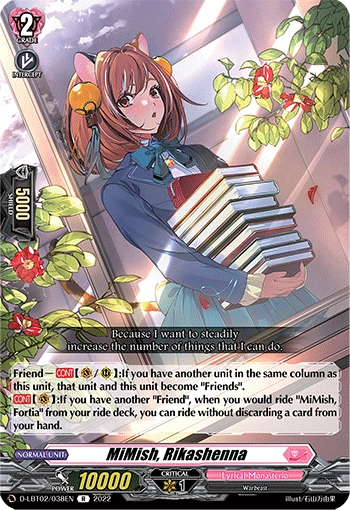 2
GRADE
INTERCEPT
5000
SHIELD
Because I want to steadily
increase the number of things that I can do.
Friend— CONT【 / 】:If you have another unit in the same column as
this unit, that unit and this unit become "Friends".
CONT【 / 】:If you have another "Friend", when you would ride "MiMish,
Fortia" from your ride deck, you can ride without discarding a card from
your hand.
NORMAL UNIT
MiMish, Rikashenna
POWER 10000
CRITICAL
1
Lyrical Monasterio
Warbeast
D-LBT02/038EN R 2022
illust/石山万由果